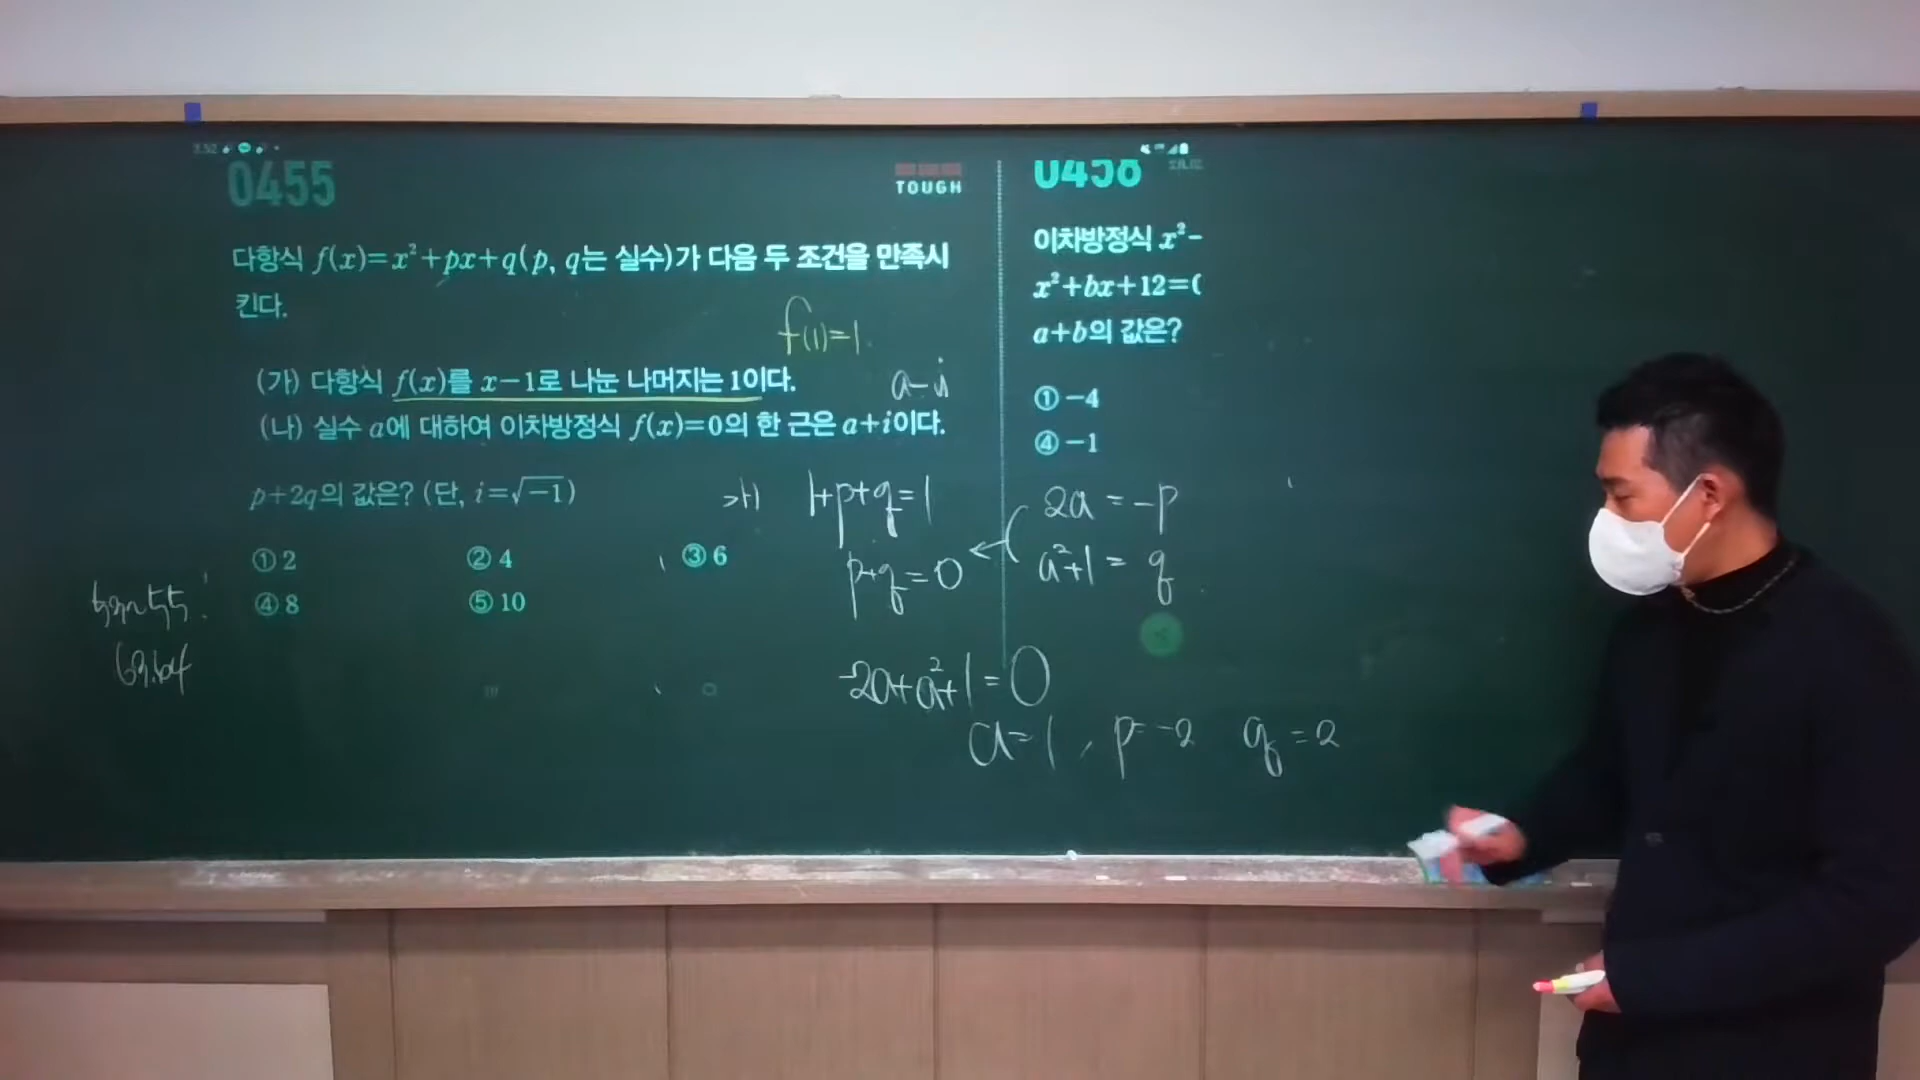 0455
TOUGH
다항식 f(x)=x²+px+q(p, q는 실수)가 다음 두 조건을 만족시
킨다.
f(1)=1
(가) 다항식 f(x)를 x-1로 나눈 나머지는 1이다.
a-i
(나) 실수 a에 대하여 이차방정식 f(x)=0의 한 근은 a+i이다.
p+2q의 값은? (단, i=√-1)
① 2 ② 4 ③ 6
④ 8 ⑤ 10
가) 1+p+q=1
p+q=0
2a=-p
a²+1=q
-2a+a²+1=0
a=1, p=-2 q=2
이차방정식 x²-
x²+bx+12=(
a+b의 값은?
① -4
④ -1